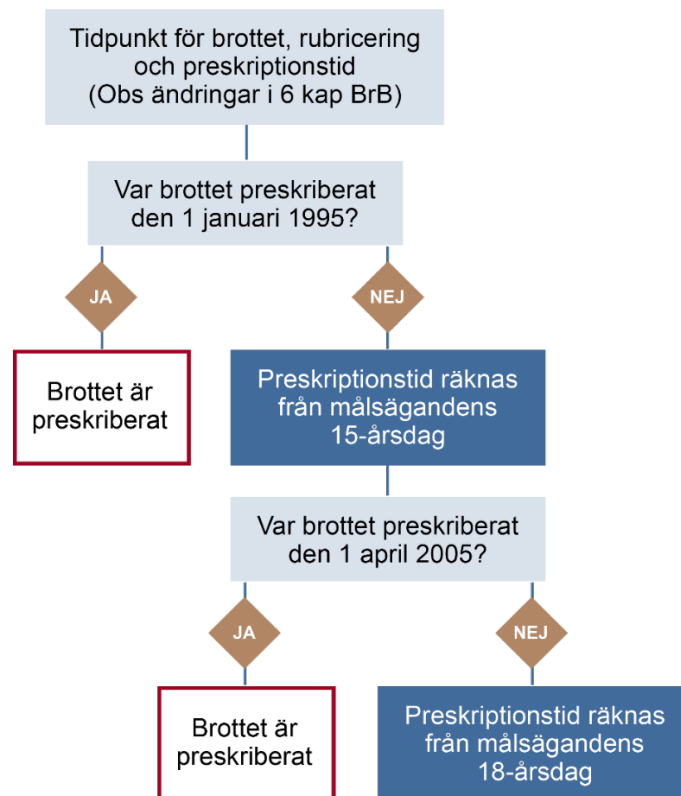 Tidpunkt för brottet, rubricering
och preskriptionstid
(Obs ändringar i 6 kap BrB)
Var brottet preskriberat
den 1 januari 1995?
JA
NEJ
Brottet är
preskriberat
Preskriptionstid räknas
från målsägandens
15-årsdag
Var brottet preskriberat
den 1 april 2005?
JA
NEJ
Brottet är
preskriberat
Preskriptionstid räknas
från målsägandens
18-årsdag